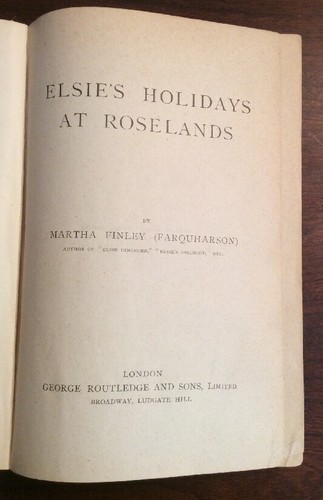 ELSIE'S HOLIDAYS
AT ROSELANDS
BY
MARTHA FINLEY (FARQUHARSON)
AUTHOR OF "ELSIE DINSMORE," "ELSIE'S CHILDREN," ETC.
LONDON
GEORGE ROUTLEDGE AND SONS, LIMITED
BROADWAY, LUDGATE HILL